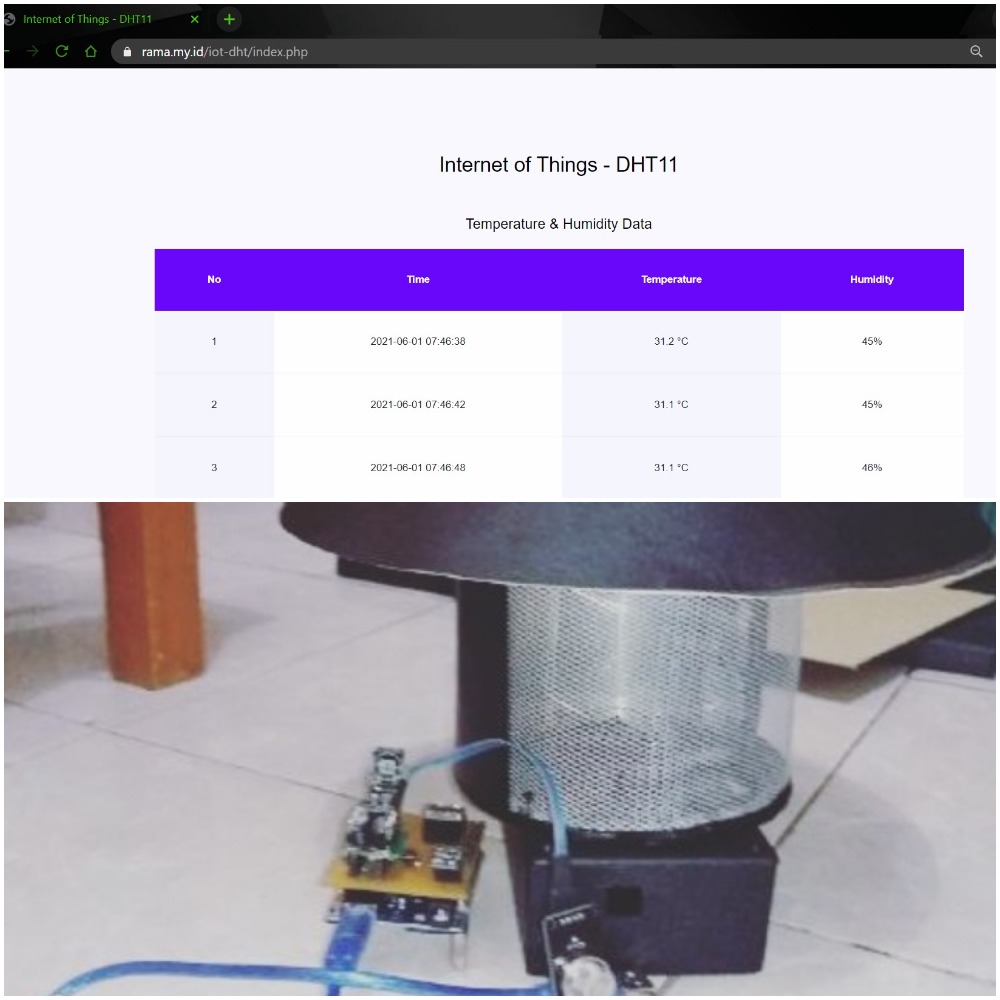 Internet of Things - DHT11
rama.my.id/iot-dht/index.php
Internet of Things - DHT11
Temperature & Humidity Data
No Time Temperature Humidity
1 2021-06-01 07:46:38 31.2 °C 45%
2 2021-06-01 07:46:42 31.1 °C 45%
3 2021-06-01 07:46:48 31.1 °C 46%